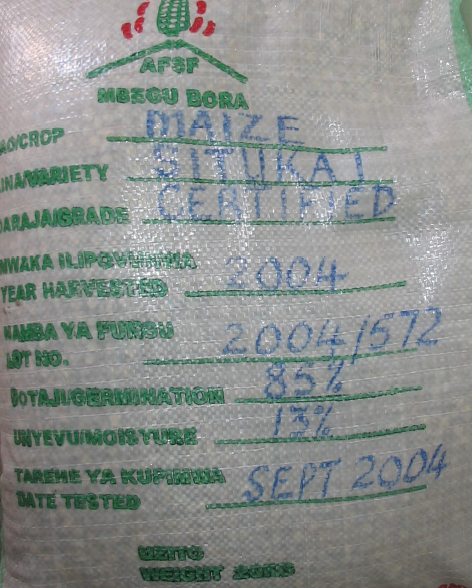 AFSF
MBEGU BORA
AO/CROP MAIZE
INA/VARIETY SITUKA I
DARAJA/GRADE CERTIFIED
MWAKA ILIPOVUNWA
YEAR HARVESTED 2004
NAMBA YA FUNGU
LOT NO. 2004/572
UOTAJI/GERMINATION 85%
UNYEVU/MOISTURE 13%
TAREHE YA KUPIMWA
DATE TESTED SEPT 2004
UZITO
WEIGHT 20KG